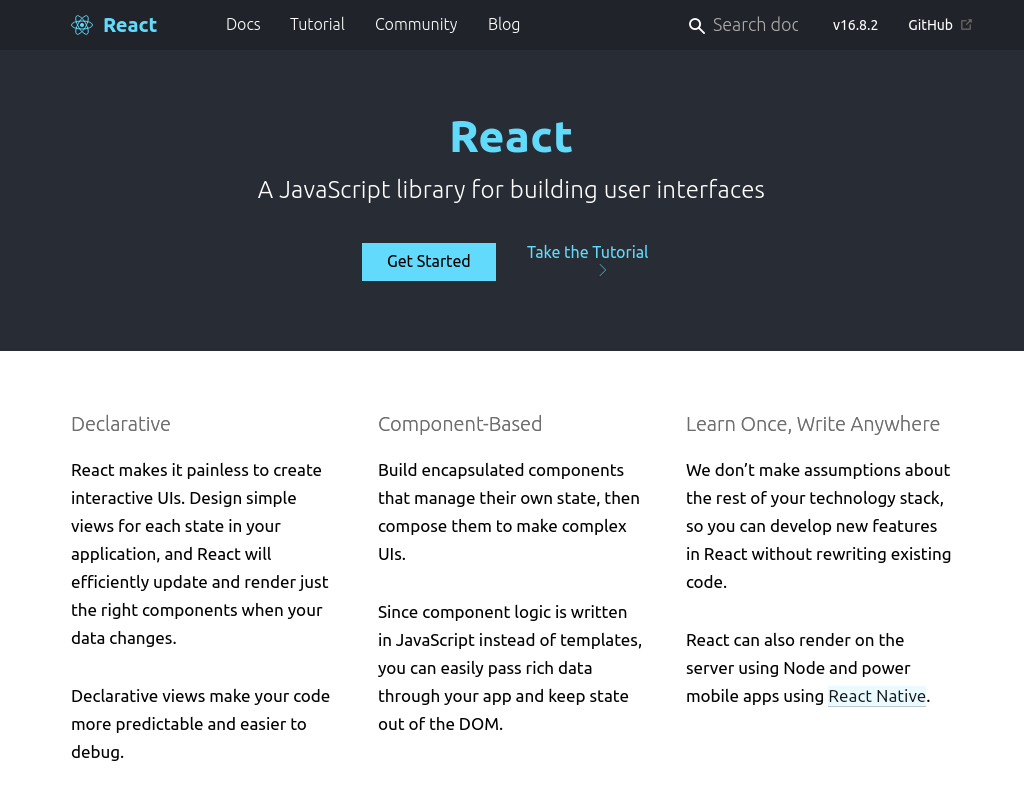 React Docs Tutorial Community Blog Search doc v16.8.2 GitHub
React
A JavaScript library for building user interfaces
Get Started Take the Tutorial
Declarative
React makes it painless to create
interactive UIs. Design simple
views for each state in your
application, and React will
efficiently update and render just
the right components when your
data changes.
Declarative views make your code
more predictable and easier to
debug.
Component-Based
Build encapsulated components
that manage their own state, then
compose them to make complex
UIs.
Since component logic is written
in JavaScript instead of templates,
you can easily pass rich data
through your app and keep state
out of the DOM.
Learn Once, Write Anywhere
We don’t make assumptions about
the rest of your technology stack,
so you can develop new features
in React without rewriting existing
code.
React can also render on the
server using Node and power
mobile apps using React Native.